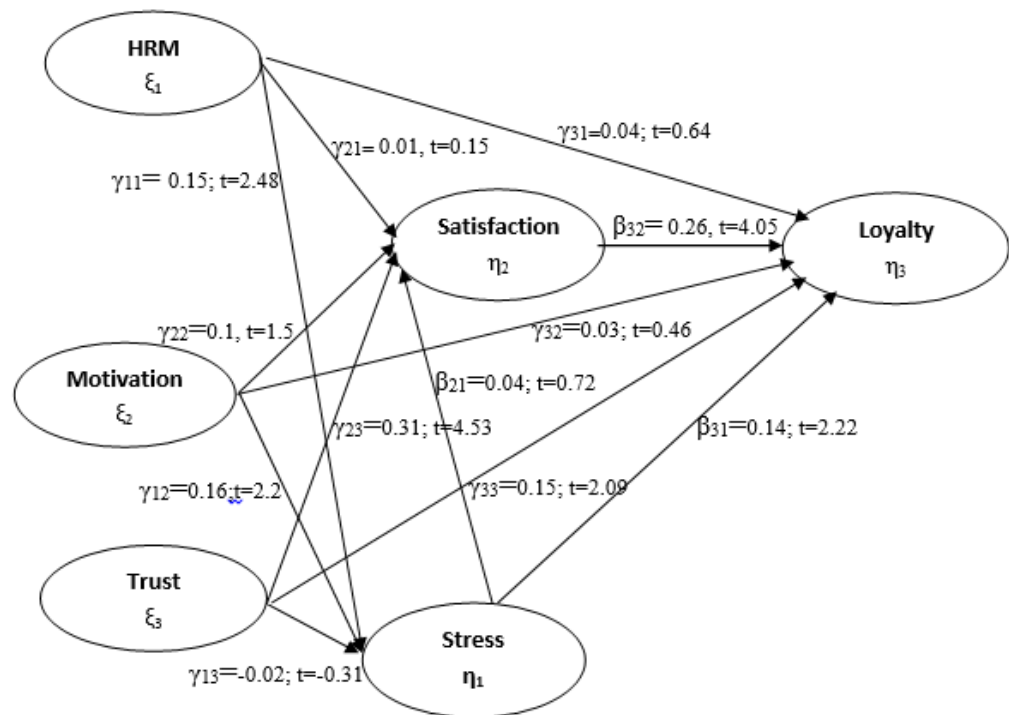 HRM
ξ₁
γ₃₁=0.04; t=0.64
γ₂₁= 0.01, t=0.15
γ₁₁= 0.15; t=2.48
Satisfaction
η₂
β₃₂= 0.26, t=4.05
Loyalty
η₃
γ₂₂=0.1, t=1.5
γ₃₂=0.03; t=0.46
Motivation
ξ₂
β₂₁=0.04; t=0.72
γ₂₃=0.31; t=4.53
β₃₁=0.14; t=2.22
γ₁₂=0.16;t=2.2
γ₃₃=0.15; t=2.09
Trust
ξ₃
Stress
η₁
γ₁₃=-0.02; t=-0.31